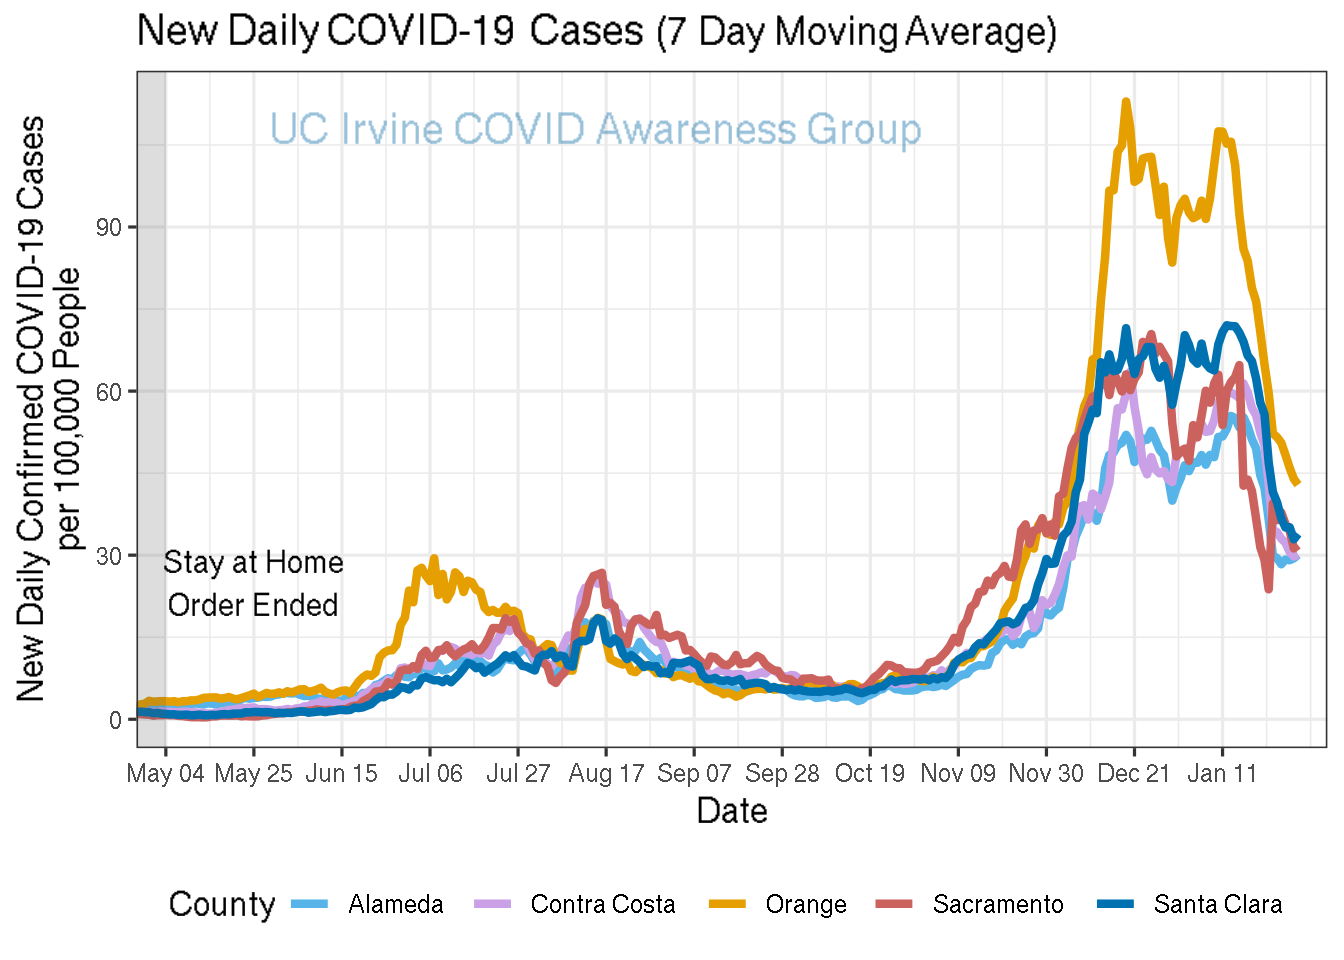 New Daily COVID-19 Cases (7 Day Moving Average)
UC Irvine COVID Awareness Group
New Daily Confirmed COVID-19 Cases
per 100,000 People
90
60
30
0
Stay at Home
Order Ended
May 04 May 25 Jun 15 Jul 06 Jul 27 Aug 17 Sep 07 Sep 28 Oct 19 Nov 09 Nov 30 Dec 21 Jan 11
Date
County Alameda Contra Costa Orange Sacramento Santa Clara